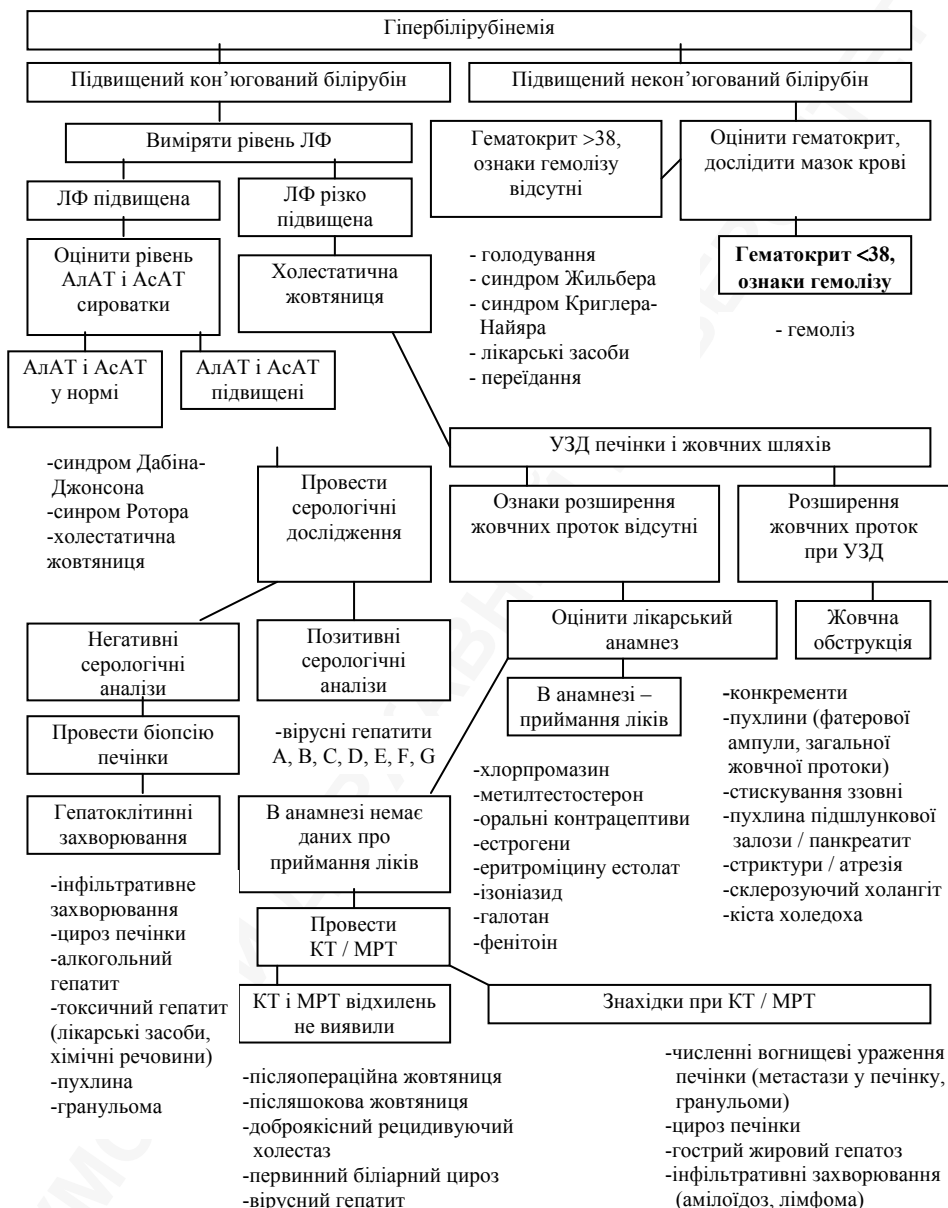 Гіпербілірубінемія
Підвищений кон’югований білірубін
Підвищений некон’югований білірубін
Виміряти рівень ЛФ
Гематокрит >38,
ознаки гемолізу
відсутні
Оцінити гематокрит,
дослідити мазок крові
ЛФ підвищена
ЛФ різко
підвищена
Оцінити рівень
АлАТ і АсАТ
сироватки
Холестатична
жовтяниця
- голодування
- синдром Жильбера
- синдром Криглера-
Найяра
- лікарські засоби
- переїдання
Гематокрит <38,
ознаки гемолізу
- гемоліз
АлАТ і АсАТ
у нормі
АлАТ і АсАТ
підвищені
УЗД печінки і жовчних шляхів
-синдром Дабіна-
Джонсона
-синром Ротора
-холестатична
жовтяниця
Провести
серологічні
дослідження
Ознаки розширення
жовчних проток відсутні
Розширення
жовчних проток
при УЗД
Негативні
серологічні
аналізи
Позитивні
серологічні
аналізи
Оцінити лікарський
анамнез
Жовчна
обструкція
В анамнезі –
приймання ліків
Провести біопсію
печінки
-вірусні гепатити
A, B, C, D, E, F, G
-конкременти
-пухлини (фатерової
ампули, загальної
жовчної протоки)
-стискування ззовні
-пухлина підшлункової
залози / панкреатит
-стриктури / атрезія
-склерозуючий холангіт
-кіста холедоха
Гепатоклітинні
захворювання
В анамнезі немає
даних про
приймання ліків
-хлорпромазин
-метилтестостерон
-оральні контрацептиви
-естрогени
-еритроміцину естолат
-ізоніазид
-галотан
-фенітоін
-інфільтративне
захворювання
-цироз печінки
-алкогольний
гепатит
-токсичний гепатит
(лікарські засоби,
хімічні речовини)
-пухлина
-гранульома
Провести
КТ / МРТ
КТ і МРТ відхилень
не виявили
Знахідки при КТ / МРТ
-післяопераційна жовтяниця
-післяшокова жовтяниця
-доброякісний рецидивуючий
холестаз
-первинний біліарний цироз
-вірусний гепатит
-численні вогнищеві ураження
печінки (метастази у печінку,
гранульоми)
-цироз печінки
-гострий жировий гепатоз
-інфільтративні захворювання
(амілоїдоз, лімфома)